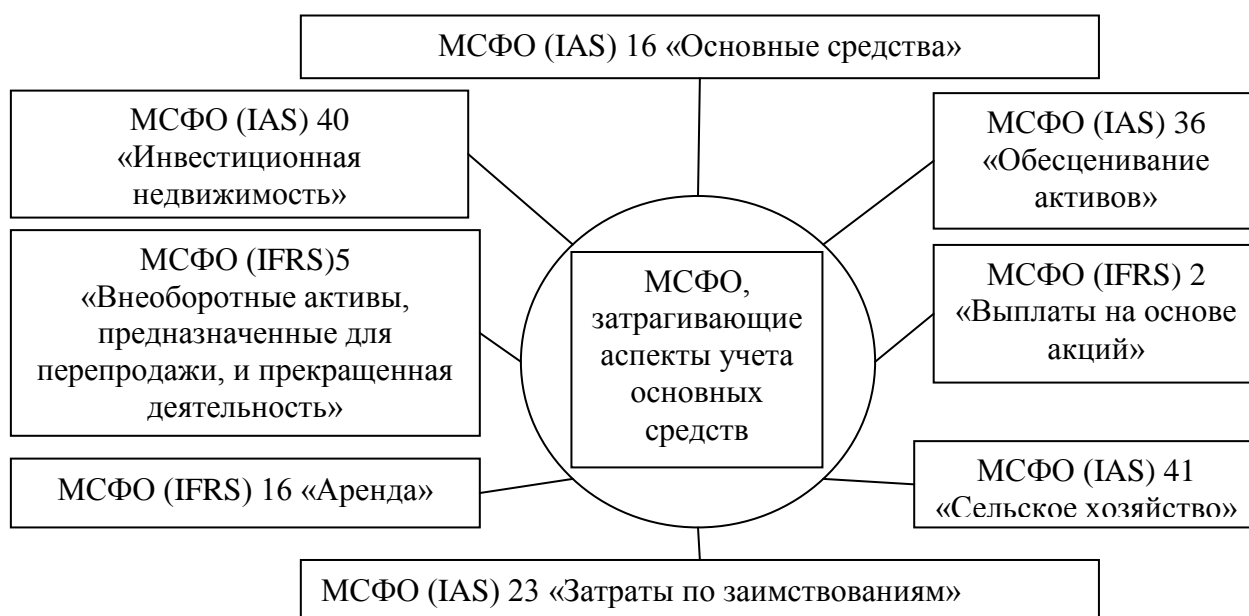 МСФО (IAS) 16 «Основные средства»
МСФО (IAS) 40
«Инвестиционная
недвижимость»
МСФО (IAS) 36
«Обесценивание
активов»
МСФО (IFRS)5
«Внеоборотные активы,
предназначенные для
перепродажи, и прекращенная
деятельность»
МСФО,
затрагивающие
аспекты учета
основных
средств
МСФО (IFRS) 2
«Выплаты на основе
акций»
МСФО (IFRS) 16 «Аренда»
МСФО (IAS) 41
«Сельское хозяйство»
МСФО (IAS) 23 «Затраты по заимствованиям»